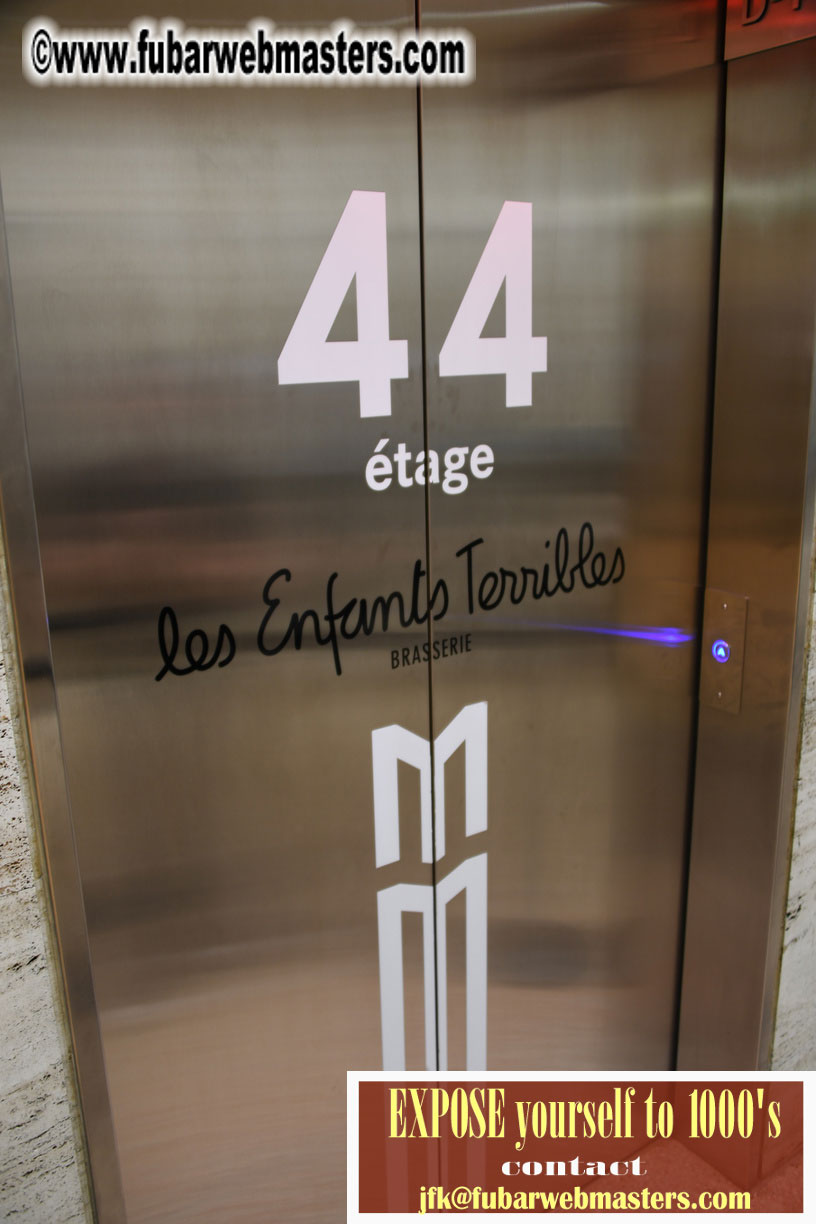 ©www.fubarwebmasters.com
44
étage
les Enfants Terribles
BRASSERIE
EXPOSE yourself to 1000's
contact
jfk@fubarwebmasters.com